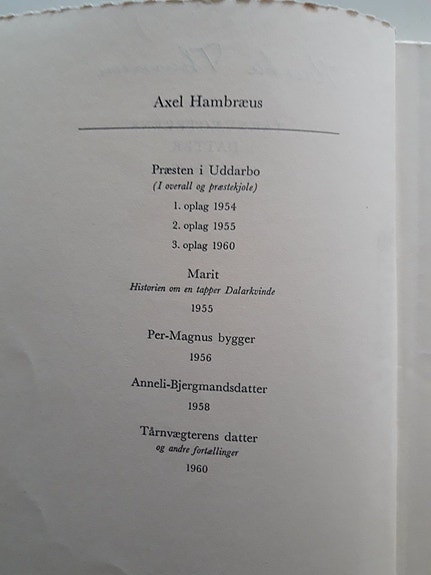 Axel Hambræus
Præsten i Uddarbo
(I overall og præstekjole)
1. oplag 1954
2. oplag 1955
3. oplag 1960
Marit
Historien om en tapper Dalarkvinde
1955
Per-Magnus bygger
1956
Anneli-Bjergmandsdatter
1958
Tårnvægterens datter
og andre fortællinger
1960